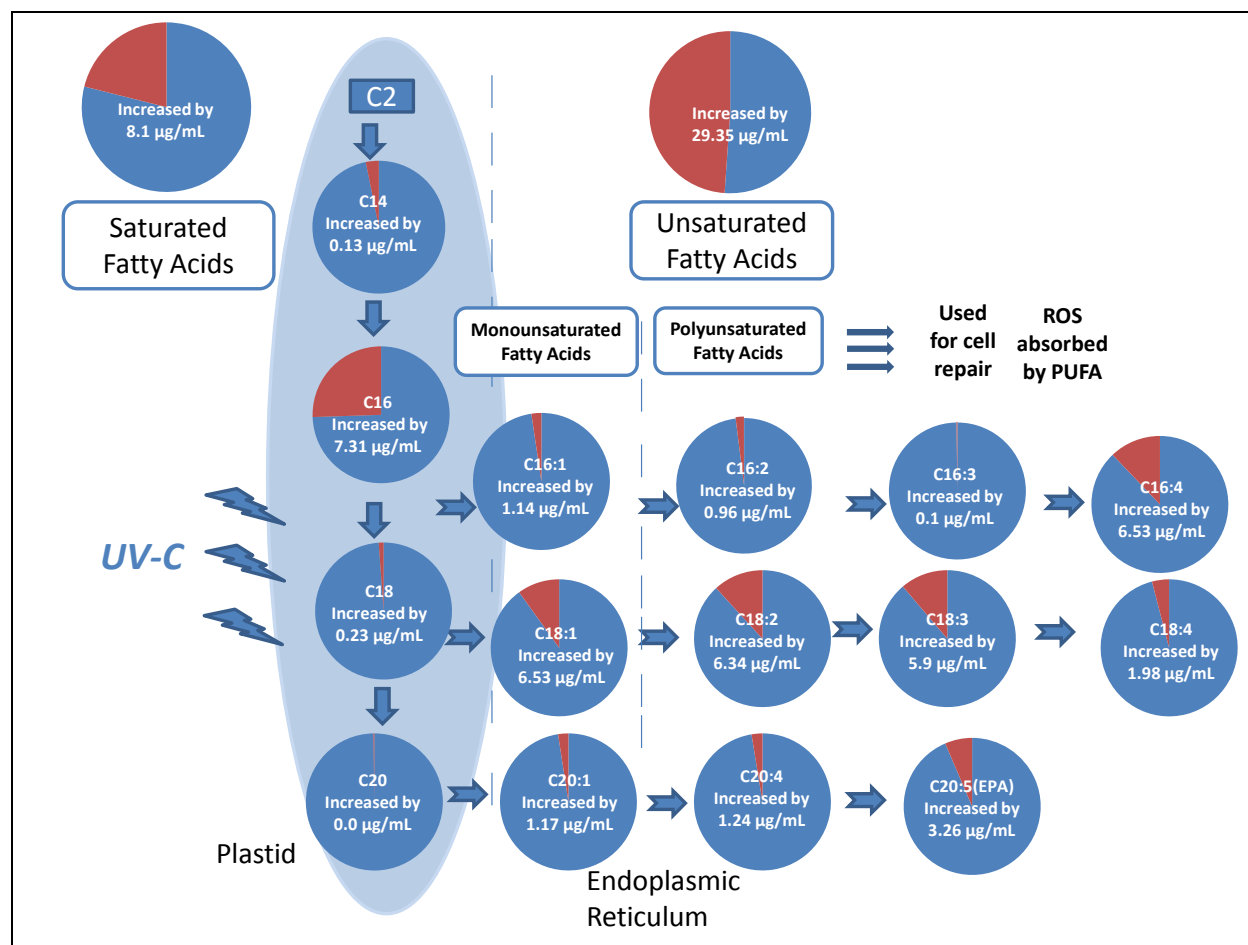 Increased by
8.1 µg/mL
Saturated
Fatty Acids
C2
Increased by
29.35 µg/mL
Unsaturated
Fatty Acids
C14
Increased by
0.13 µg/mL
Monounsaturated
Fatty Acids
Polyunsaturated
Fatty Acids
Used
for cell
repair
ROS
absorbed
by PUFA
C16
Increased by
7.31 µg/mL
C16:1
Increased by
1.14 µg/mL
C16:2
Increased by
0.96 µg/mL
C16:3
Increased by
0.1 µg/mL
C16:4
Increased by
6.53 µg/mL
UV-C
C18
Increased by
0.23 µg/mL
C18:1
Increased by
6.53 µg/mL
C18:2
Increased by
6.34 µg/mL
C18:3
Increased by
5.9 µg/mL
C18:4
Increased by
1.98 µg/mL
C20
Increased by
0.0 µg/mL
C20:1
Increased by
1.17 µg/mL
C20:4
Increased by
1.24 µg/mL
C20:5(EPA)
Increased by
3.26 µg/mL
Plastid
Endoplasmic
Reticulum